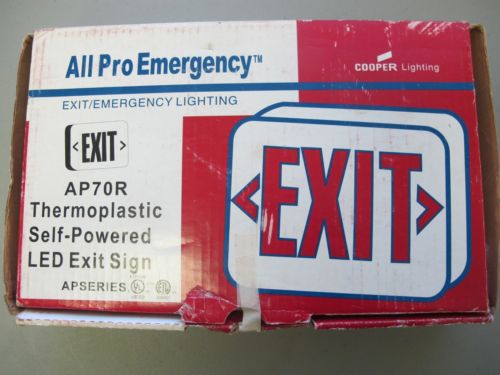 All Pro Emergency™
COOPER Lighting
EXIT/EMERGENCY LIGHTING
<EXIT>
AP70R
Thermoplastic
Self-Powered
LED Exit Sign
APSERIES
<EXIT>